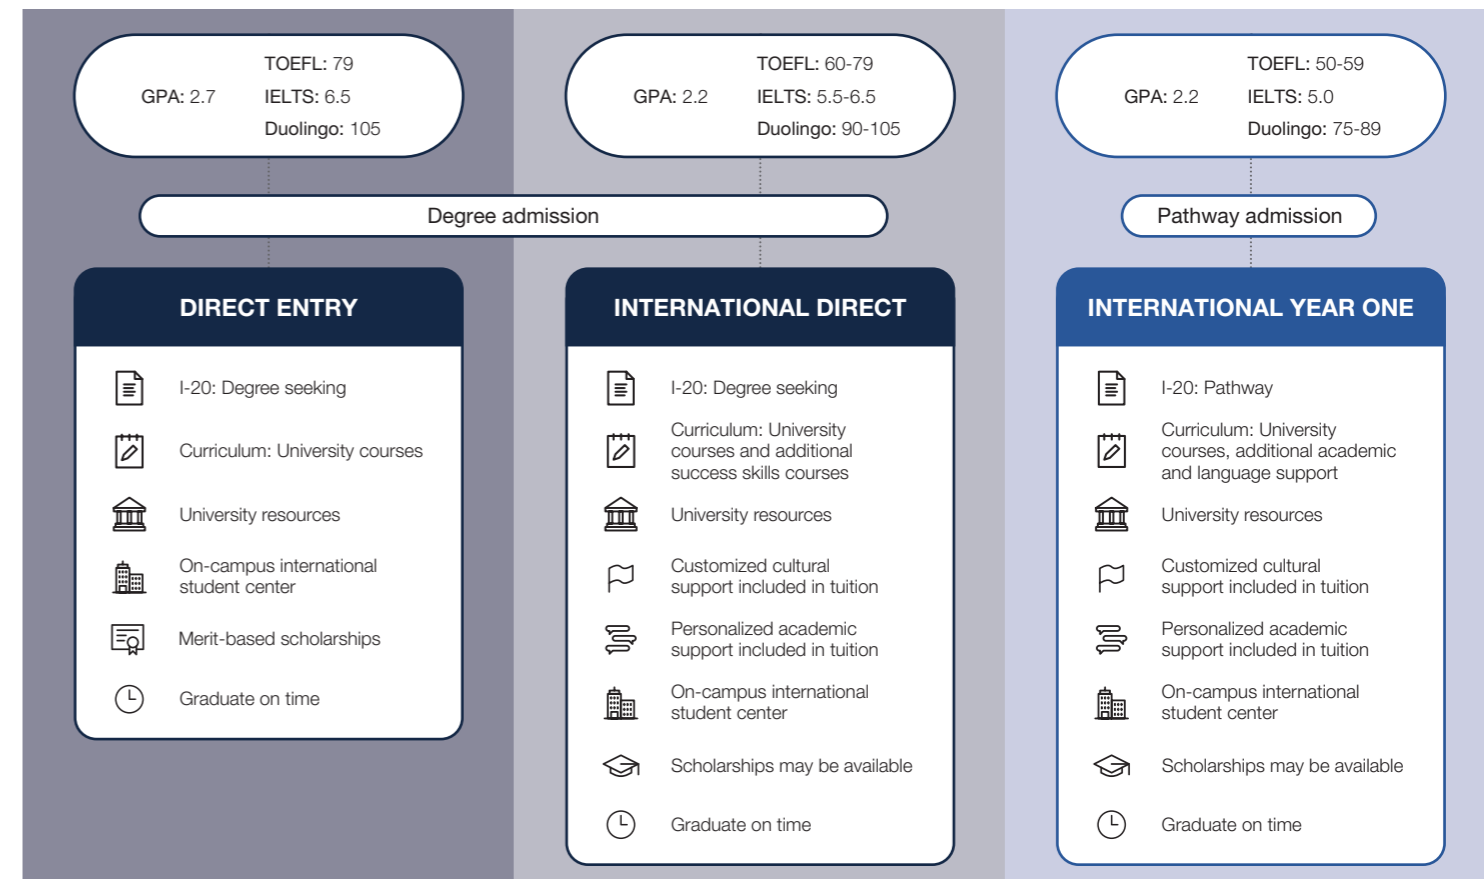 TOEFL: 79
GPA: 2.7
IELTS: 6.5
Duolingo: 105
TOEFL: 60-79
GPA: 2.2
IELTS: 5.5-6.5
Duolingo: 90-105
TOEFL: 50-59
GPA: 2.2
IELTS: 5.0
Duolingo: 75-89
Degree admission
Pathway admission
DIRECT ENTRY
I-20: Degree seeking
Curriculum: University courses
University resources
On-campus international
student center
Merit-based scholarships
Graduate on time
INTERNATIONAL DIRECT
I-20: Degree seeking
Curriculum: University
courses and additional
success skills courses
University resources
Customized cultural
support included in tuition
Personalized academic
support included in tuition
On-campus international
student center
Scholarships may be available
Graduate on time
INTERNATIONAL YEAR ONE
I-20: Pathway
Curriculum: University
courses, additional academic
and language support
University resources
Customized cultural
support included in tuition
Personalized academic
support included in tuition
On-campus international
student center
Scholarships may be available
Graduate on time